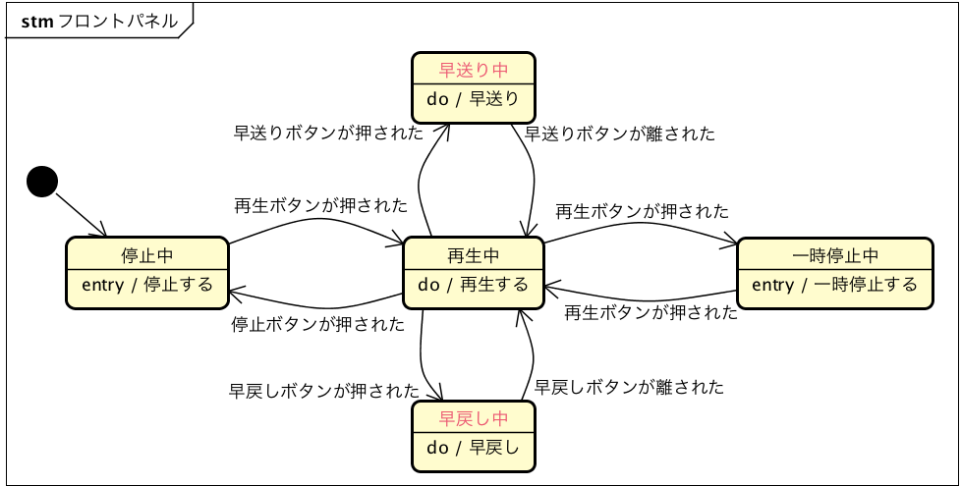 stm フロントパネル
早送り中
do / 早送り
早送りボタンが押された
早送りボタンが離された
再生ボタンが押された
再生ボタンが押された
停止中
entry / 停止する
再生中
do / 再生する
一時停止中
entry / 一時停止する
停止ボタンが押された
再生ボタンが押された
早戻しボタンが押された
早戻しボタンが離された
早戻し中
do / 早戻し